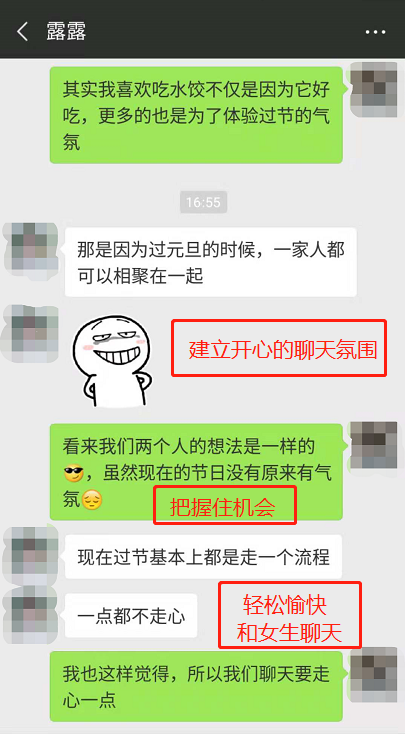 露露
其实我喜欢吃水饺不仅是因为它好
吃，更多的也是为了体验过节的气
氛
16:55
那是因为过元旦的时候，一家人都
可以相聚在一起
建立开心的聊天氛围
看来我们两个人的想法是一样的
😎，虽然现在的节日没有原来有气
氛😔
把握住机会
现在过节基本上都是走一个流程
一点都不走心
轻松愉快
和女生聊天
我也这样觉得，所以我们聊天要走
心一点